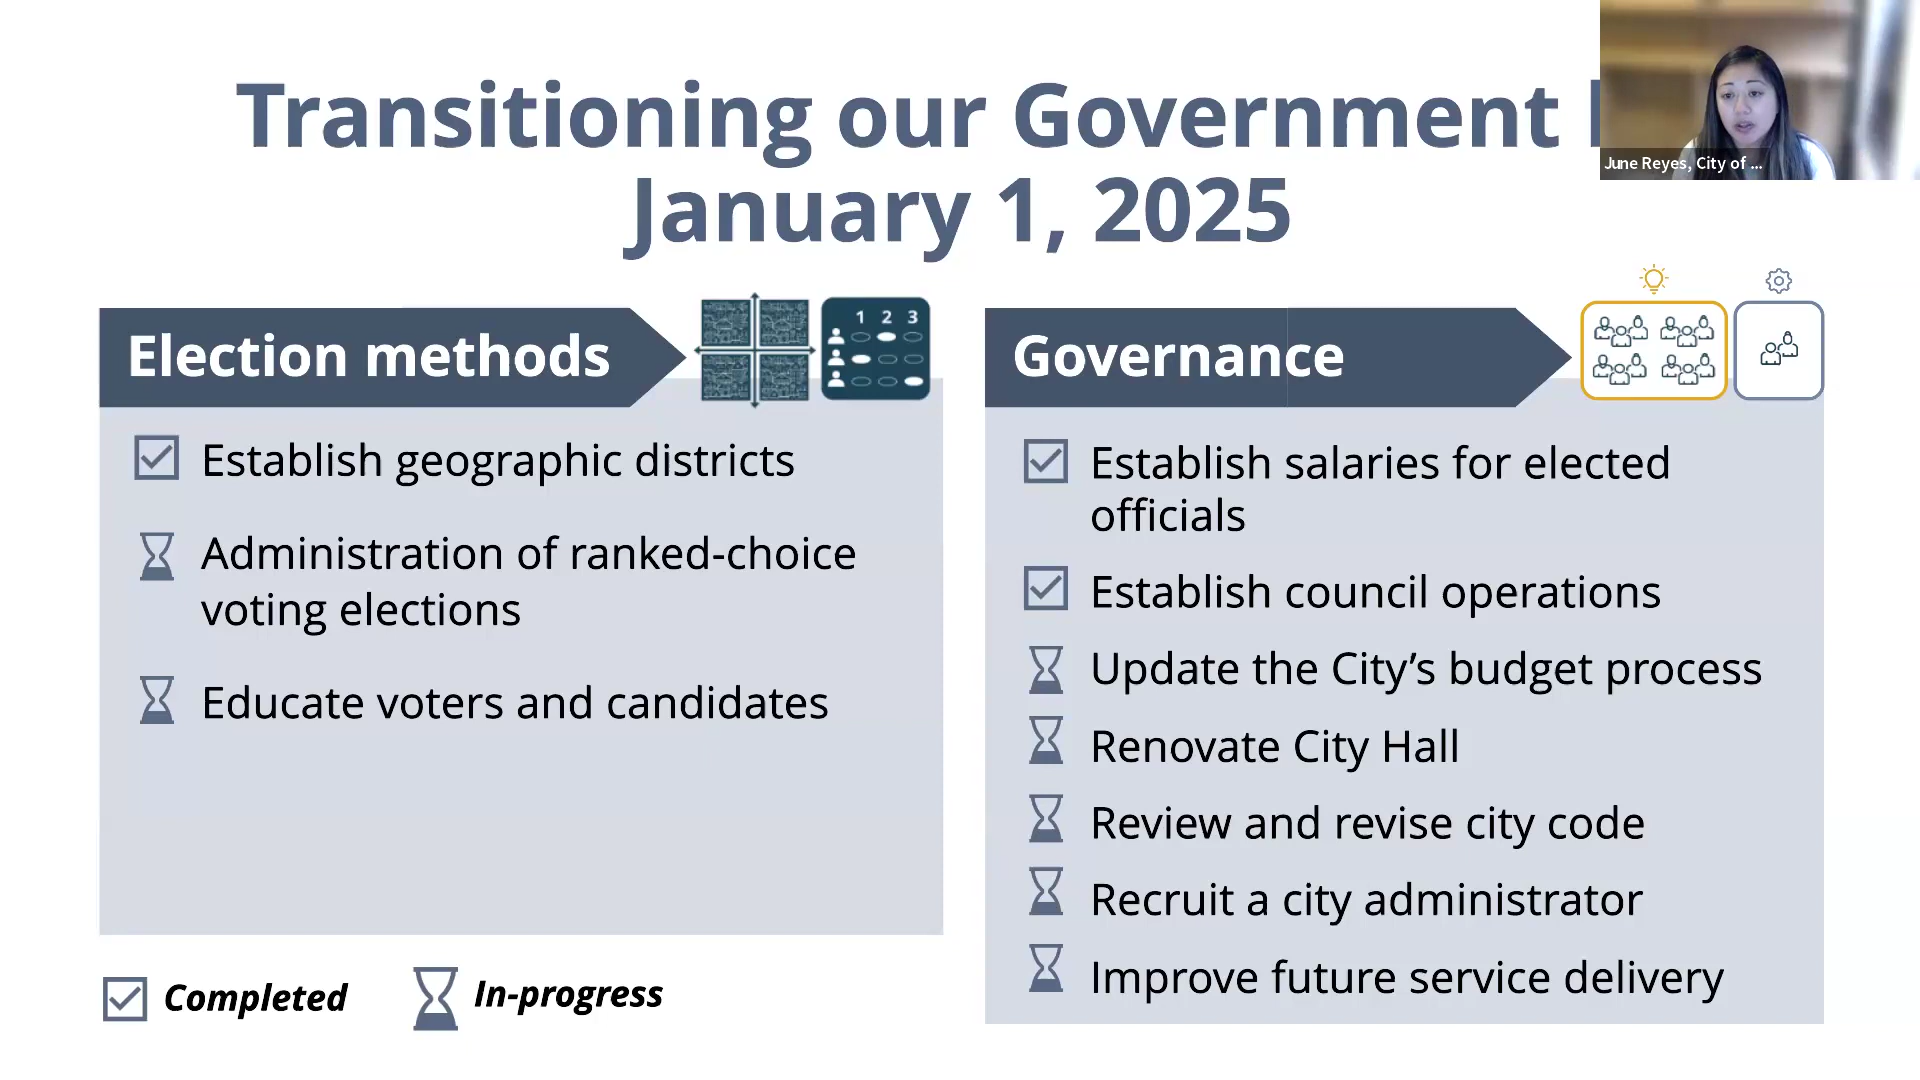 Transitioning our Government
January 1, 2025
June Reyes, City of ...
Election methods
1 2 3
Establish geographic districts
Administration of ranked-choice
voting elections
Educate voters and candidates
Completed
In-progress
Governance
Establish salaries for elected
officials
Establish council operations
Update the City’s budget process
Renovate City Hall
Review and revise city code
Recruit a city administrator
Improve future service delivery